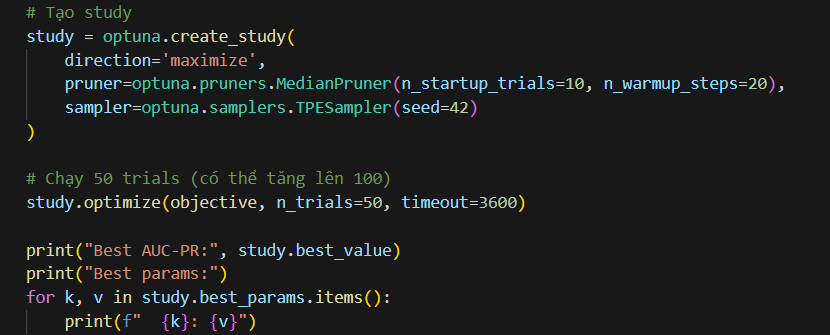 # Tạo study
study = optuna.create_study(
    direction='maximize',
    pruner=optuna.pruners.MedianPruner(n_startup_trials=10, n_warmup_steps=20),
    sampler=optuna.samplers.TPESampler(seed=42)
)
# Chạy 50 trials (có thể tăng lên 100)
study.optimize(objective, n_trials=50, timeout=3600)
print("Best AUC-PR:", study.best_value)
print("Best params:")
for k, v in study.best_params.items():
    print(f"  {k}: {v}")